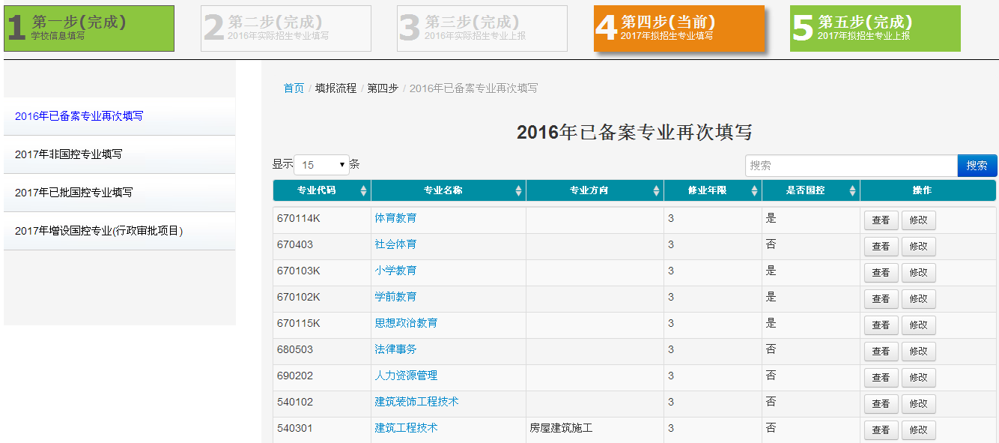 1 第一步(完成)
学校信息填写
2 第二步(完成)
2016年实际招生专业填写
3 第三步(完成)
2016年实际招生专业上报
4 第四步(当前)
2017年拟招生专业填写
5 第五步(完成)
2017年拟招生专业上报
2016年已备案专业再次填写
2017年非国控专业填写
2017年已批国控专业填写
2017年增设国控专业(行政审批项目)
首页 / 填报流程 / 第四步 / 2016年已备案专业再次填写
2016年已备案专业再次填写
显示 15 条 搜索 搜索
专业代码 专业名称 专业方向 修业年限 是否国控 操作
670114K 体育教育 3 是 查看 修改
670403 社会体育 3 否 查看 修改
670103K 小学教育 3 是 查看 修改
670102K 学前教育 3 是 查看 修改
670115K 思想政治教育 3 是 查看 修改
680503 法律事务 3 否 查看 修改
690202 人力资源管理 3 否 查看 修改
540102 建筑装饰工程技术 3 否 查看 修改
540301 建筑工程技术 房屋建筑施工 3 否 查看 修改